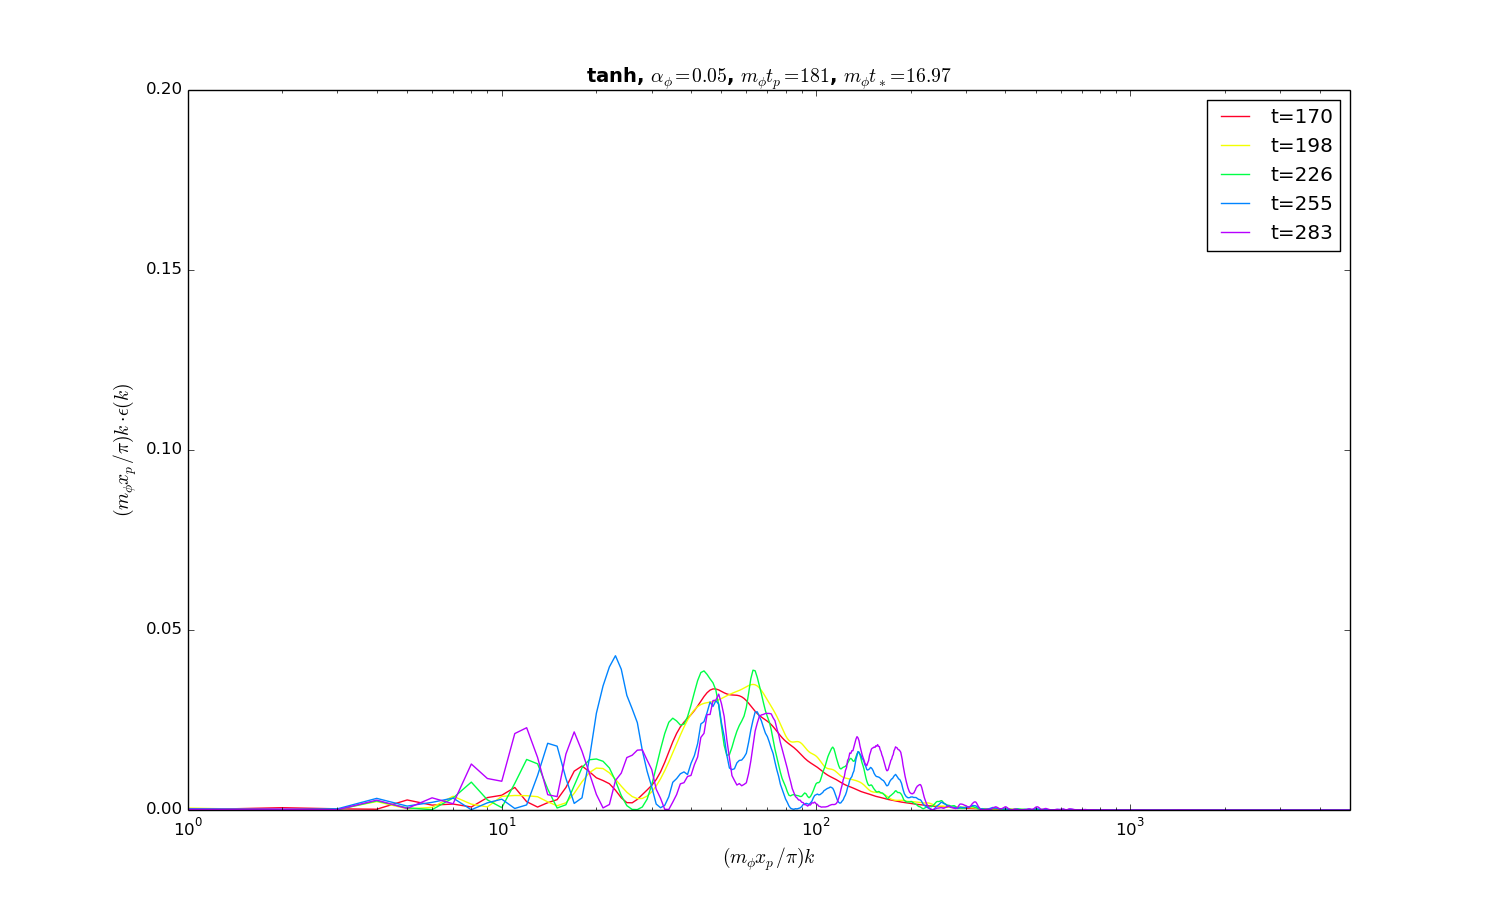 tanh, α_ϕ=0.05, m_ϕt_p=181, m_ϕt_*=16.97
0.20
0.15
0.10
0.05
0.00
(m_ϕx_p/π)k·ϵ(k)
t=170
t=198
t=226
t=255
t=283
10^0
10^1
10^2
10^3
(m_ϕx_p/π)k